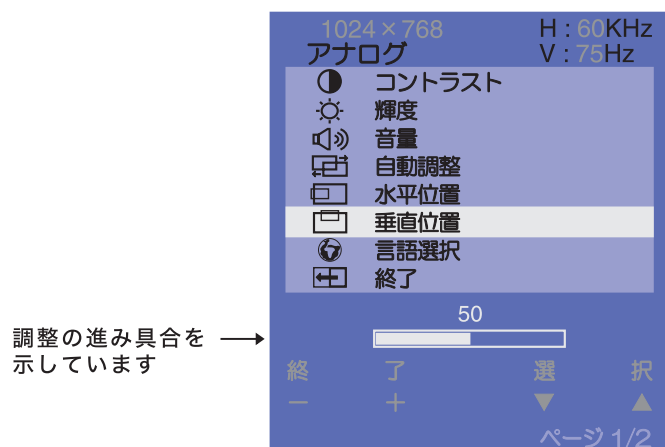 1024×768 H : 60KHz
アナログ V : 75Hz
コントラスト
輝度
音量
自動調整
水平位置
垂直位置
言語選択
終了
50
調整の進み具合を
示しています
終 了 選 択
− + ▼ ▲
ページ 1/2